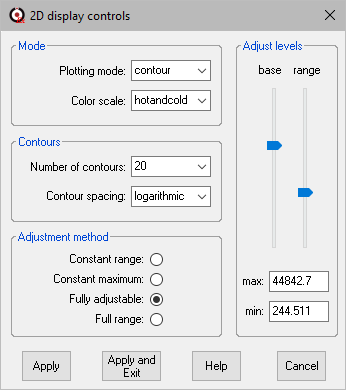 2D display controls
Mode
Plotting mode: contour
Color scale: hotandcold
Contours
Number of contours: 20
Contour spacing: logarithmic
Adjustment method
Constant range:
Constant maximum:
Fully adjustable:
Full range:
Adjust levels
base range
max: 44842.7
min: 244.511
Apply
Apply and
Exit
Help
Cancel